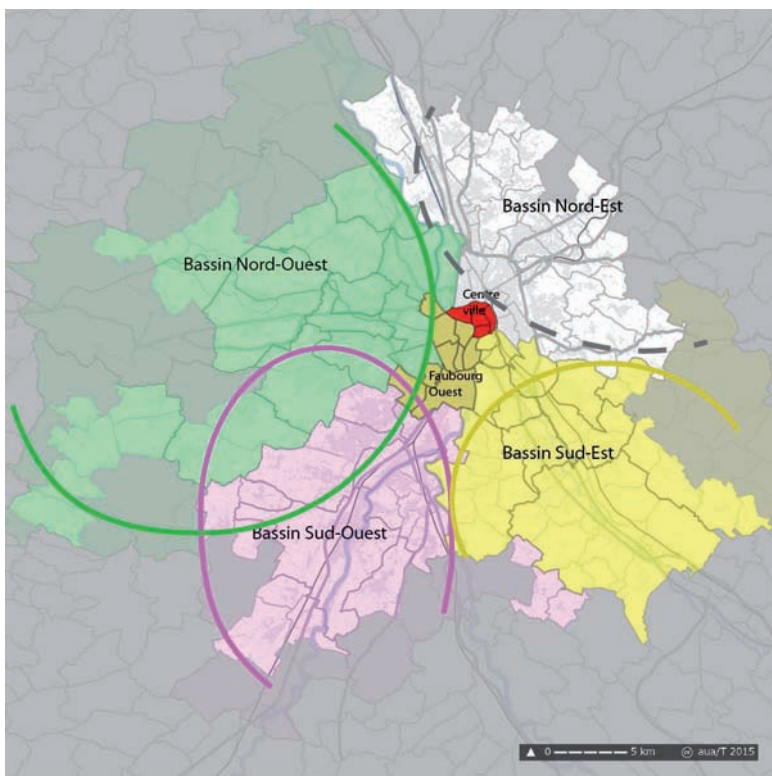 Bassin Nord-Est
Bassin Nord-Ouest
Centre
ville
Faubourg
Ouest
Bassin Sud-Est
Bassin Sud-Ouest
0 5 km cc aua/T 2015